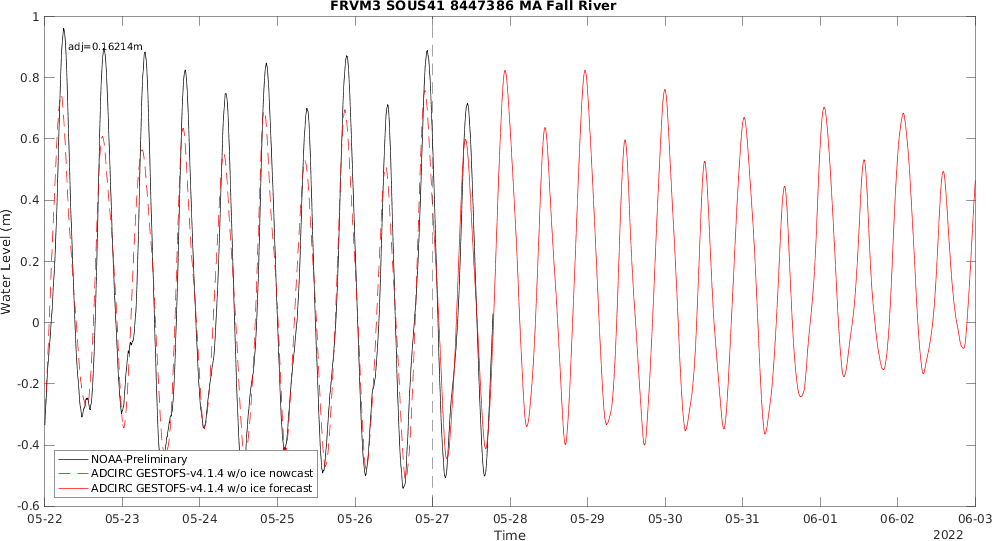 FRVM3 SOUS41 8447386 MA Fall River
adj=0.16214m
Water Level (m)
1
0.8
0.6
0.4
0.2
0
-0.2
-0.4
-0.6
NOAA-Preliminary
ADCIRC GESTOFS-v4.1.4 w/o ice nowcast
ADCIRC GESTOFS-v4.1.4 w/o ice forecast
05-22 05-23 05-24 05-25 05-26 05-27 05-28 05-29 05-30 05-31 06-01 06-02 06-03
Time
2022